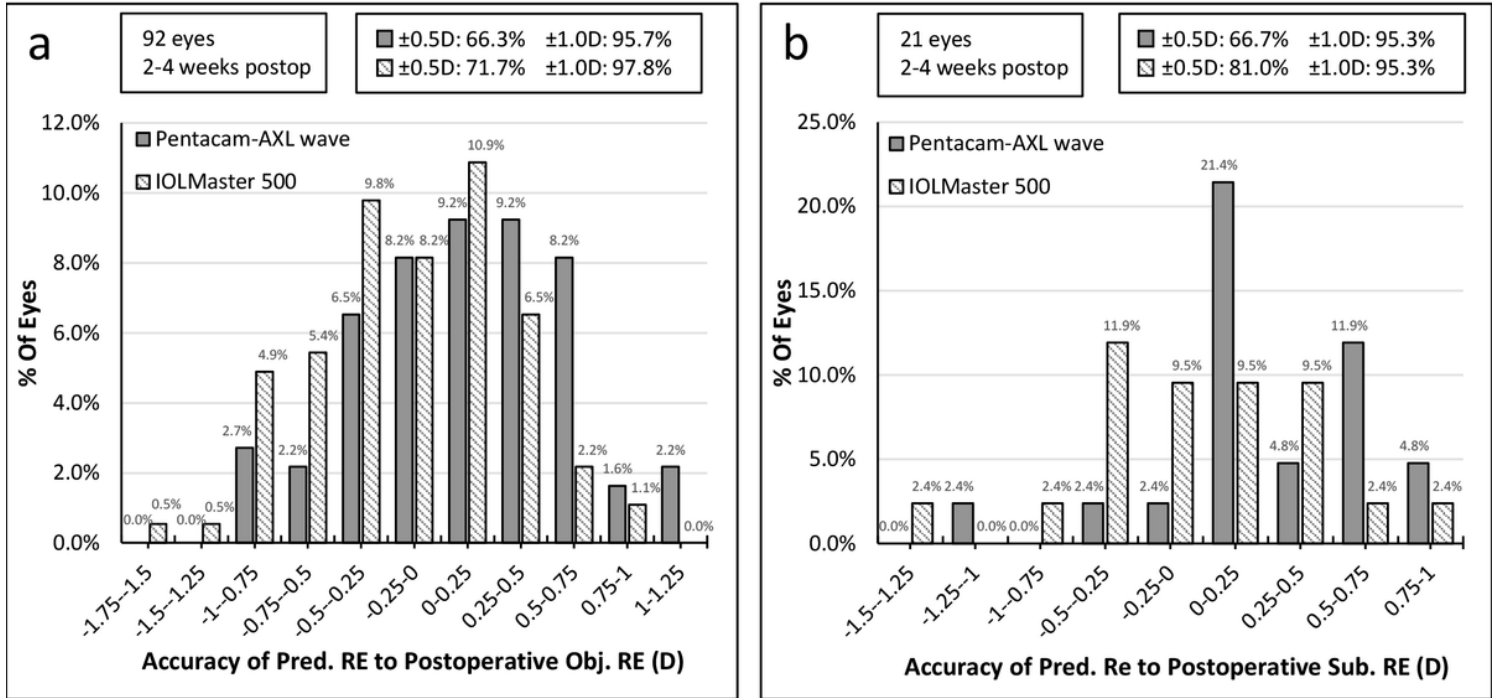 a
92 eyes
2-4 weeks postop
±0.5D: 66.3% ±1.0D: 95.7%
±0.5D: 71.7% ±1.0D: 97.8%
Pentacam-AXL wave
IOLMaster 500
% Of Eyes
12.0%
10.0%
8.0%
6.0%
4.0%
2.0%
0.0%
0.0% 0.5%
0.0% 0.5%
2.7% 4.9%
2.2% 5.4%
6.5% 9.8%
8.2% 8.2%
9.2% 10.9%
9.2% 6.5%
8.2% 2.2%
1.6% 1.1%
2.2% 0.0%
-1.75--1.5
-1.5--1.25
-1--0.75
-0.75--0.5
-0.5--0.25
-0.25-0
0-0.25
0.25-0.5
0.5-0.75
0.75-1
1-1.25
Accuracy of Pred. RE to Postoperative Obj. RE (D)
b
21 eyes
2-4 weeks postop
±0.5D: 66.7% ±1.0D: 95.3%
±0.5D: 81.0% ±1.0D: 95.3%
Pentacam-AXL wave
IOLMaster 500
% Of Eyes
25.0%
20.0%
15.0%
10.0%
5.0%
0.0%
0.0% 2.4%
2.4% 0.0%
0.0% 2.4%
2.4% 11.9%
2.4% 9.5%
21.4% 9.5%
4.8% 9.5%
11.9% 2.4%
4.8% 2.4%
-1.5--1.25
-1.25--1
-1--0.75
-0.5--0.25
-0.25-0
0-0.25
0.25-0.5
0.5-0.75
0.75-1
Accuracy of Pred. Re to Postoperative Sub. RE (D)